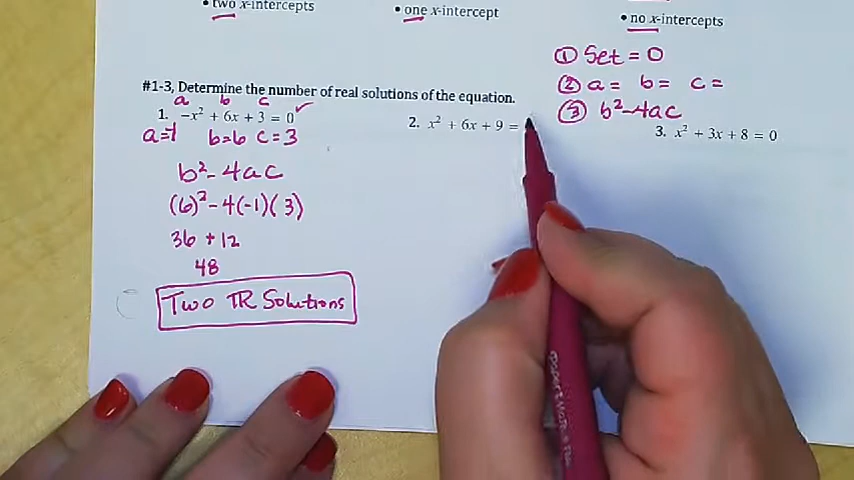 • two x-intercepts
• one x-intercept
• no x-intercepts
① Set = 0
② a = b = c =
③ b² - 4ac
#1-3, Determine the number of real solutions of the equation.
a b c
1. -x² + 6x + 3 = 0 ✓
a = -1 b = 6 c = 3
b² - 4ac
(6)² - 4(-1)(3)
36 + 12
48
Two ℝ Solutions
2. x² + 6x + 9 =
3. x² + 3x + 8 = 0